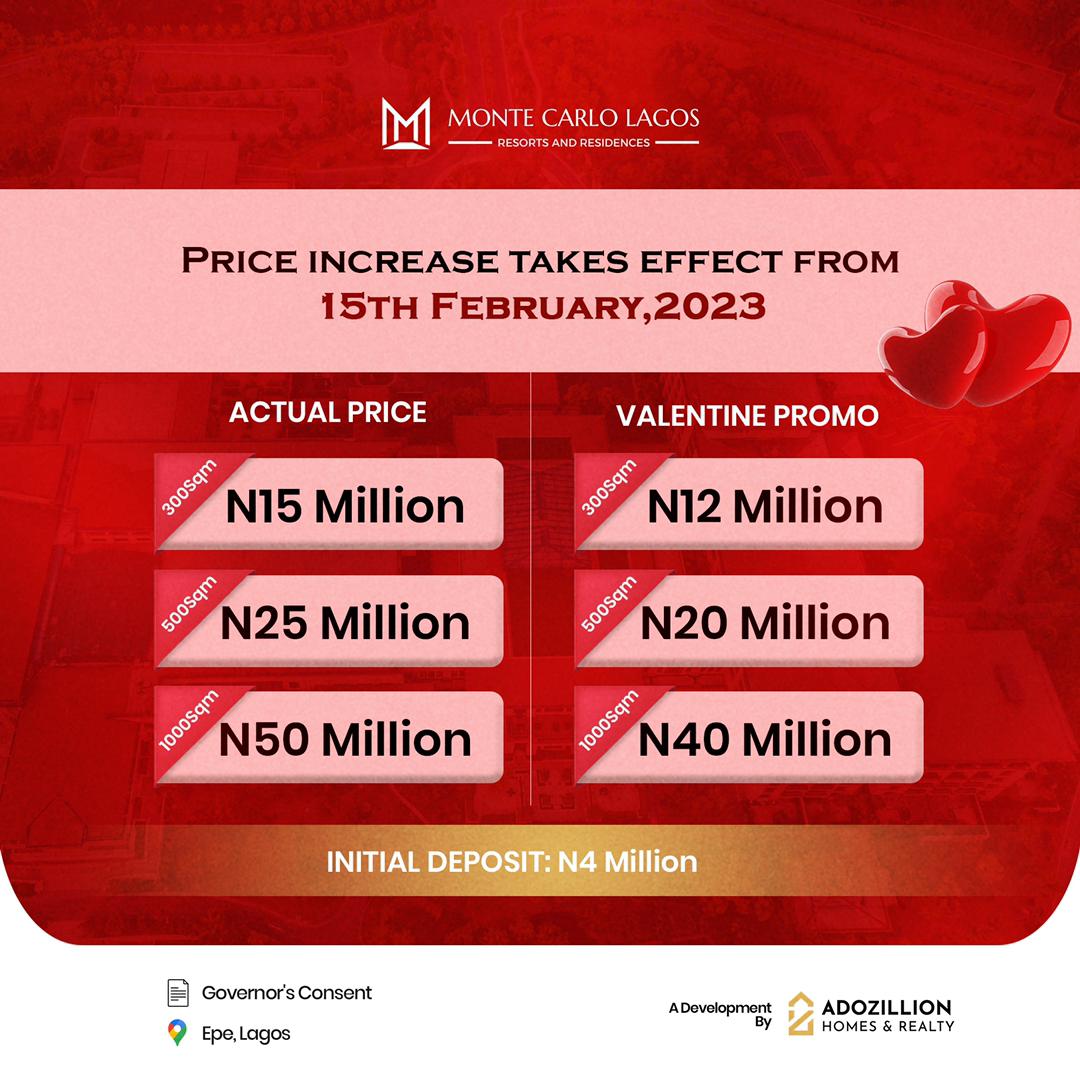 MONTE CARLO LAGOS
RESORTS AND RESIDENCES
PRICE INCREASE TAKES EFFECT FROM
15TH FEBRUARY,2023
ACTUAL PRICE
300Sqm
N15 Million
500Sqm
N25 Million
1000Sqm
N50 Million
VALENTINE PROMO
300Sqm
N12 Million
500Sqm
N20 Million
1000Sqm
N40 Million
INITIAL DEPOSIT: N4 Million
Governor's Consent
Epe, Lagos
A Development
By
ADOZILLION
HOMES & REALTY